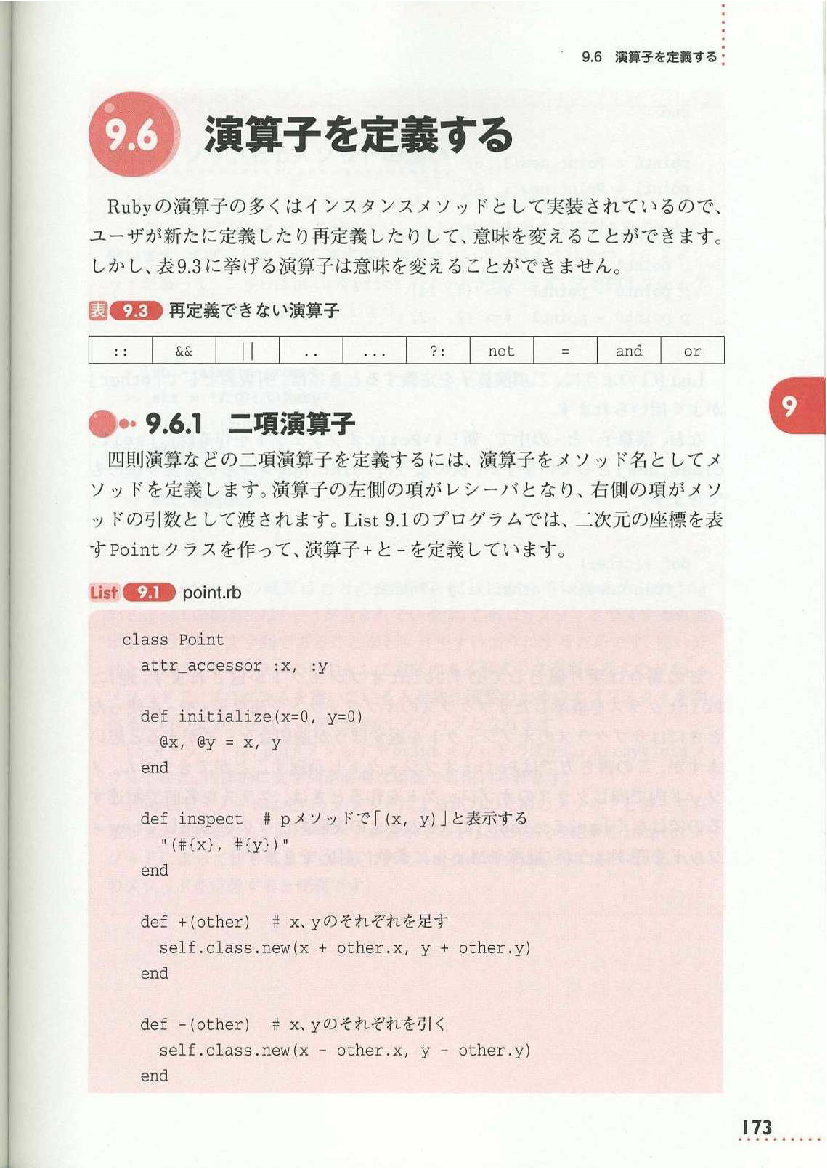 9.6 演算子を定義する
9.6 演算子を定義する
Rubyの演算子の多くはインスタンスメソッドとして実装されているので、
ユーザが新たに定義したり再定義したりして、意味を変えることができます。
しかし、表9.3に挙げる演算子は意味を変えることができません。
表 9.3 再定義できない演算子
:: && || .. ... ?: not = and or
9
9.6.1 二項演算子
四則演算などの二項演算子を定義するには、演算子をメソッド名としてメ
ソッドを定義します。演算子の左側の項がレシーバとなり、右側の項がメソ
ッドの引数として渡されます。List 9.1のプログラムでは、二次元の座標を表
すPointクラスを作って、演算子+と-を定義しています。
List 9.1 point.rb
class Point
attr_accessor :x, :y
def initialize(x=0, y=0)
@x, @y = x, y
end
def inspect # pメソッドで「(x, y)」と表示する
"(#{x}, #{y})"
end
def +(other) # x、yのそれぞれを足す
self.class.new(x + other.x, y + other.y)
end
def -(other) # x、yのそれぞれを引く
self.class.new(x - other.x, y - other.y)
end
173